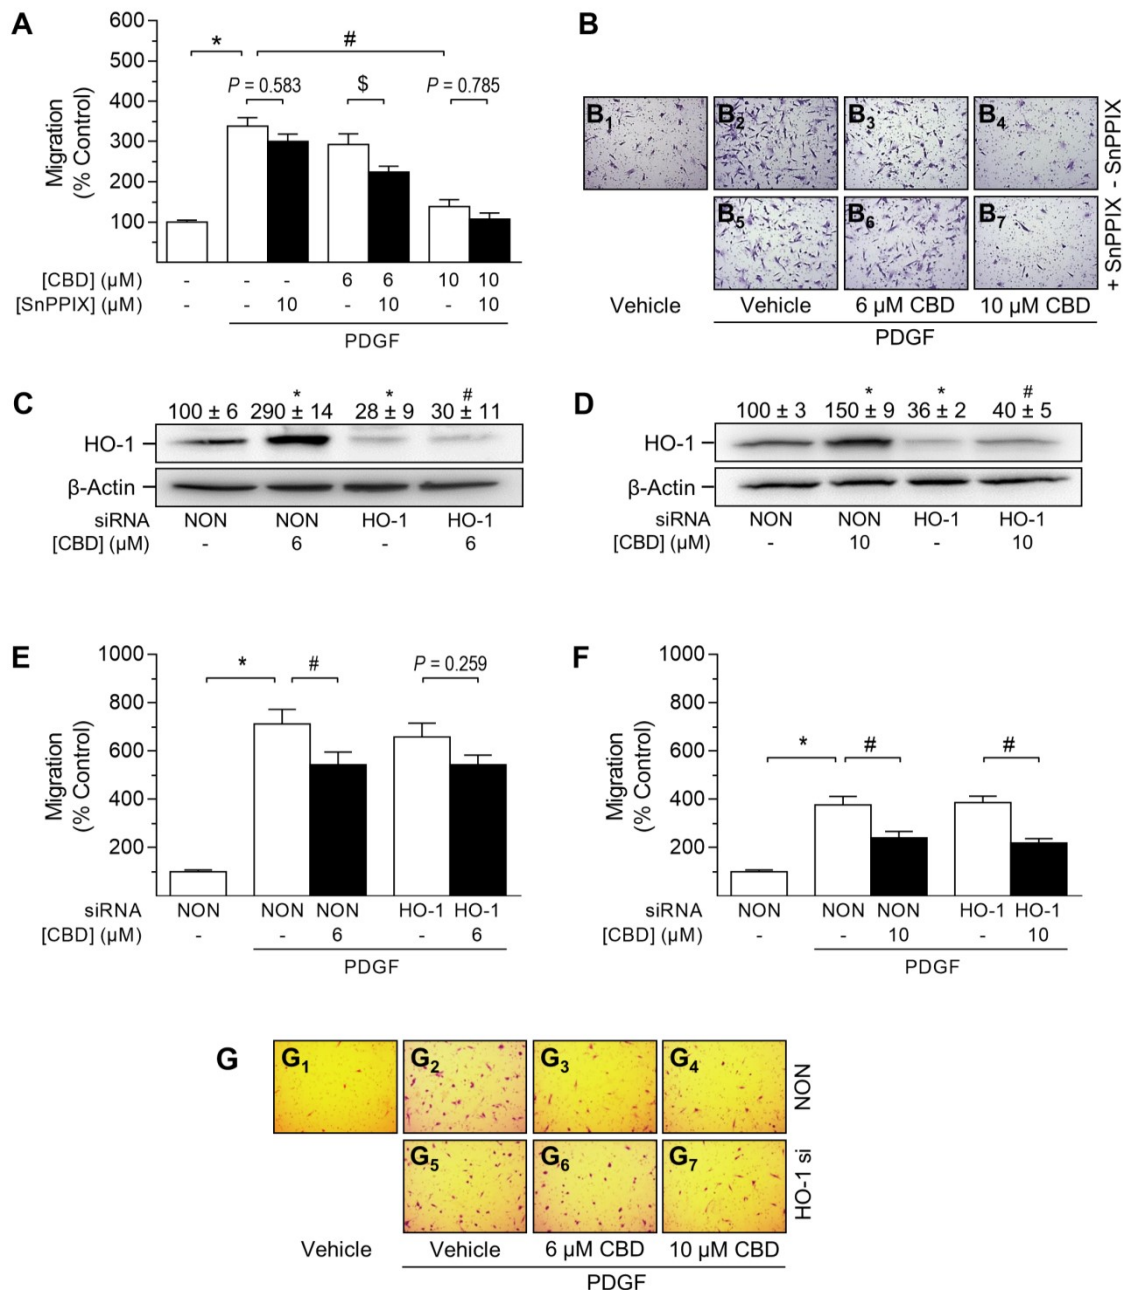 A
600
500
400
300
200
100
Migration
(% Control)
*
#
P = 0.583
$
P = 0.785
[CBD] (µM) - - - 6 6 10 10
[SnPPIX] (µM) - - 10 - 10 - 10
PDGF
B
B1 B2 B3 B4
- SnPPIX
B5 B6 B7
+ SnPPIX
Vehicle Vehicle 6 µM CBD 10 µM CBD
PDGF
C
* * #
100 ± 6 290 ± 14 28 ± 9 30 ± 11
HO-1
β-Actin
siRNA NON NON HO-1 HO-1
[CBD] (µM) - 6 - 6
D
* * #
100 ± 3 150 ± 9 36 ± 2 40 ± 5
HO-1
β-Actin
siRNA NON NON HO-1 HO-1
[CBD] (µM) - 10 - 10
E
1000
800
600
400
200
Migration
(% Control)
* # P = 0.259
siRNA NON NON NON HO-1 HO-1
[CBD] (µM) - - 6 - 6
PDGF
F
1000
800
600
400
200
Migration
(% Control)
* # #
siRNA NON NON NON HO-1 HO-1
[CBD] (µM) - - 10 - 10
PDGF
G
G1 G2 G3 G4
NON
G5 G6 G7
HO-1 si
Vehicle Vehicle 6 µM CBD 10 µM CBD
PDGF